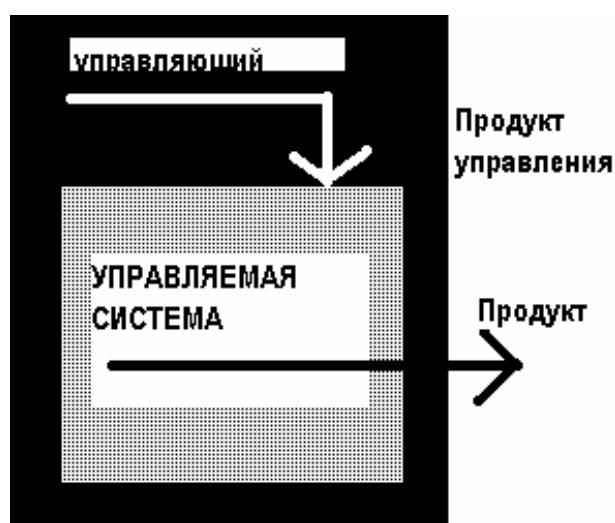 управляющий
Продукт
управления
УПРАВЛЯЕМАЯ
СИСТЕМА
Продукт